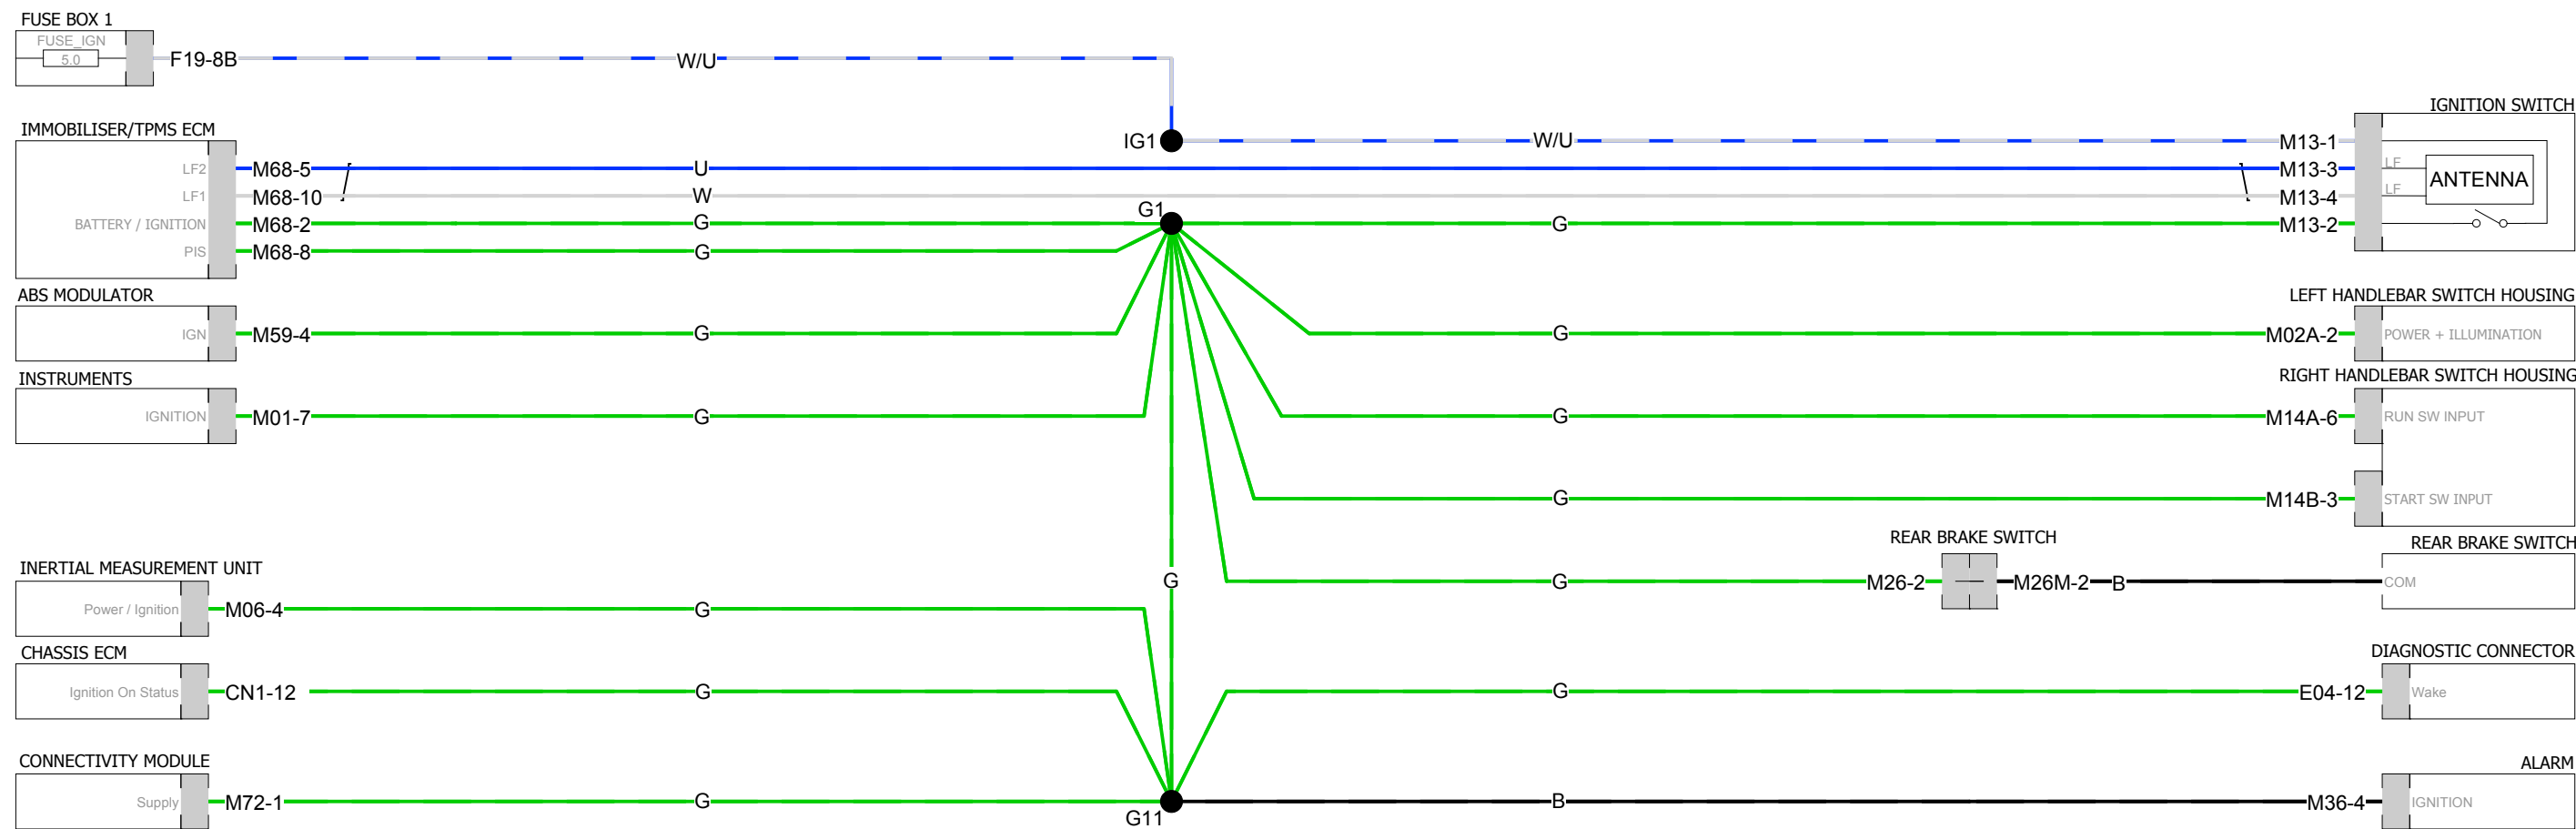 FUSE BOX 1
FUSE_IGN
5.0
F19-8B
W/U
IGNITION SWITCH
IMMOBILISER/TPMS ECM
IG1
W/U
M13-1
LF2
M68-5
U
M13-3
LF
ANTENNA
LF1
M68-10
W
M13-4
LF
G1
BATTERY / IGNITION
M68-2
G
G
M13-2
PIS
M68-8
G
ABS MODULATOR
LEFT HANDLEBAR SWITCH HOUSING
IGN
M59-4
G
G
M02A-2
POWER + ILLUMINATION
INSTRUMENTS
RIGHT HANDLEBAR SWITCH HOUSING
IGNITION
M01-7
G
G
M14A-6
RUN SW INPUT
G
M14B-3
START SW INPUT
REAR BRAKE SWITCH
REAR BRAKE SWITCH
INERTIAL MEASUREMENT UNIT
G
G
M26-2
M26M-2
B
COM
Power / Ignition
M06-4
G
CHASSIS ECM
DIAGNOSTIC CONNECTOR
Ignition On Status
CN1-12
G
G
E04-12
Wake
CONNECTIVITY MODULE
ALARM
Supply
M72-1
G
G11
B
M36-4
IGNITION